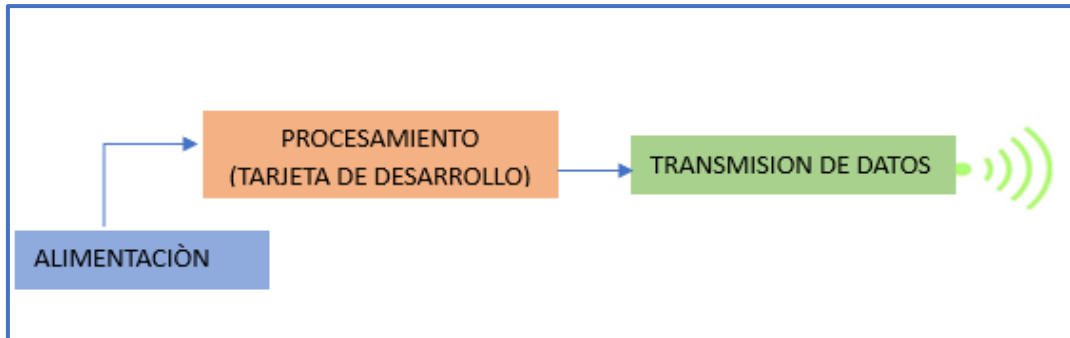 PROCESAMIENTO
(TARJETA DE DESARROLLO)
TRANSMISION DE DATOS
ALIMENTACIÒN